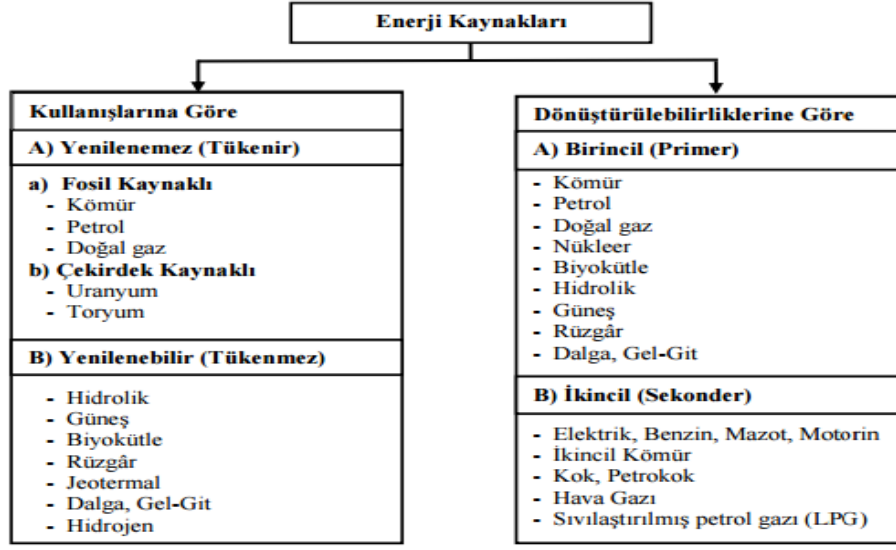 Enerji Kaynakları
Kullanışlarına Göre
A) Yenilenemez (Tükenir)
a) Fosil Kaynaklı
- Kömür
- Petrol
- Doğal gaz
b) Çekirdek Kaynaklı
- Uranyum
- Toryum
B) Yenilenebilir (Tükenmez)
- Hidrolik
- Güneş
- Biyokütle
- Rüzgâr
- Jeotermal
- Dalga, Gel-Git
- Hidrojen
Dönüştürülebilirliklerine Göre
A) Birincil (Primer)
- Kömür
- Petrol
- Doğal gaz
- Nükleer
- Biyokütle
- Hidrolik
- Güneş
- Rüzgâr
- Dalga, Gel-Git
B) İkincil (Sekonder)
- Elektrik, Benzin, Mazot, Motorin
- İkincil Kömür
- Kok, Petrokok
- Hava Gazı
- Sıvılaştırılmış petrol gazı (LPG)